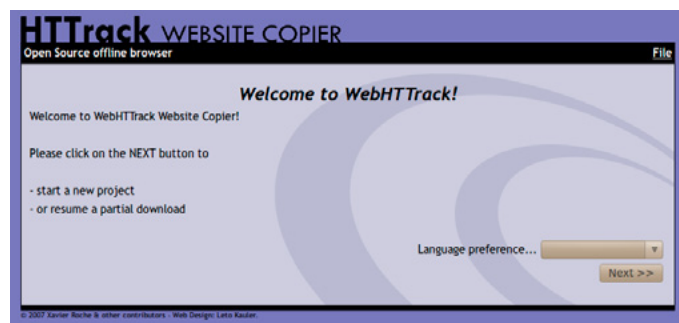 HTTrack WEBSITE COPIER
Open Source offline browser File
Welcome to WebHTTrack!
Welcome to WebHTTrack Website Copier!
Please click on the NEXT button to
- start a new project
- or resume a partial download
Language preference...
Next >>
© 2007 Xavier Roche & other contributors - Web Design: Leto Kauler.